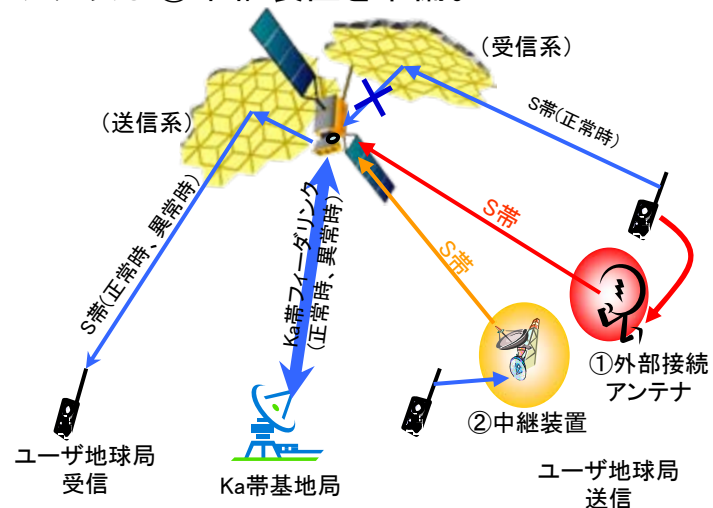 (受信系)
(送信系)
S帯(正常時)
S帯(正常時、異常時)
Ka帯フィーダリンク
(正常時、異常時)
S帯
S帯
①外部接続
アンテナ
②中継装置
ユーザ地球局
受信
Ka帯基地局
ユーザ地球局
送信